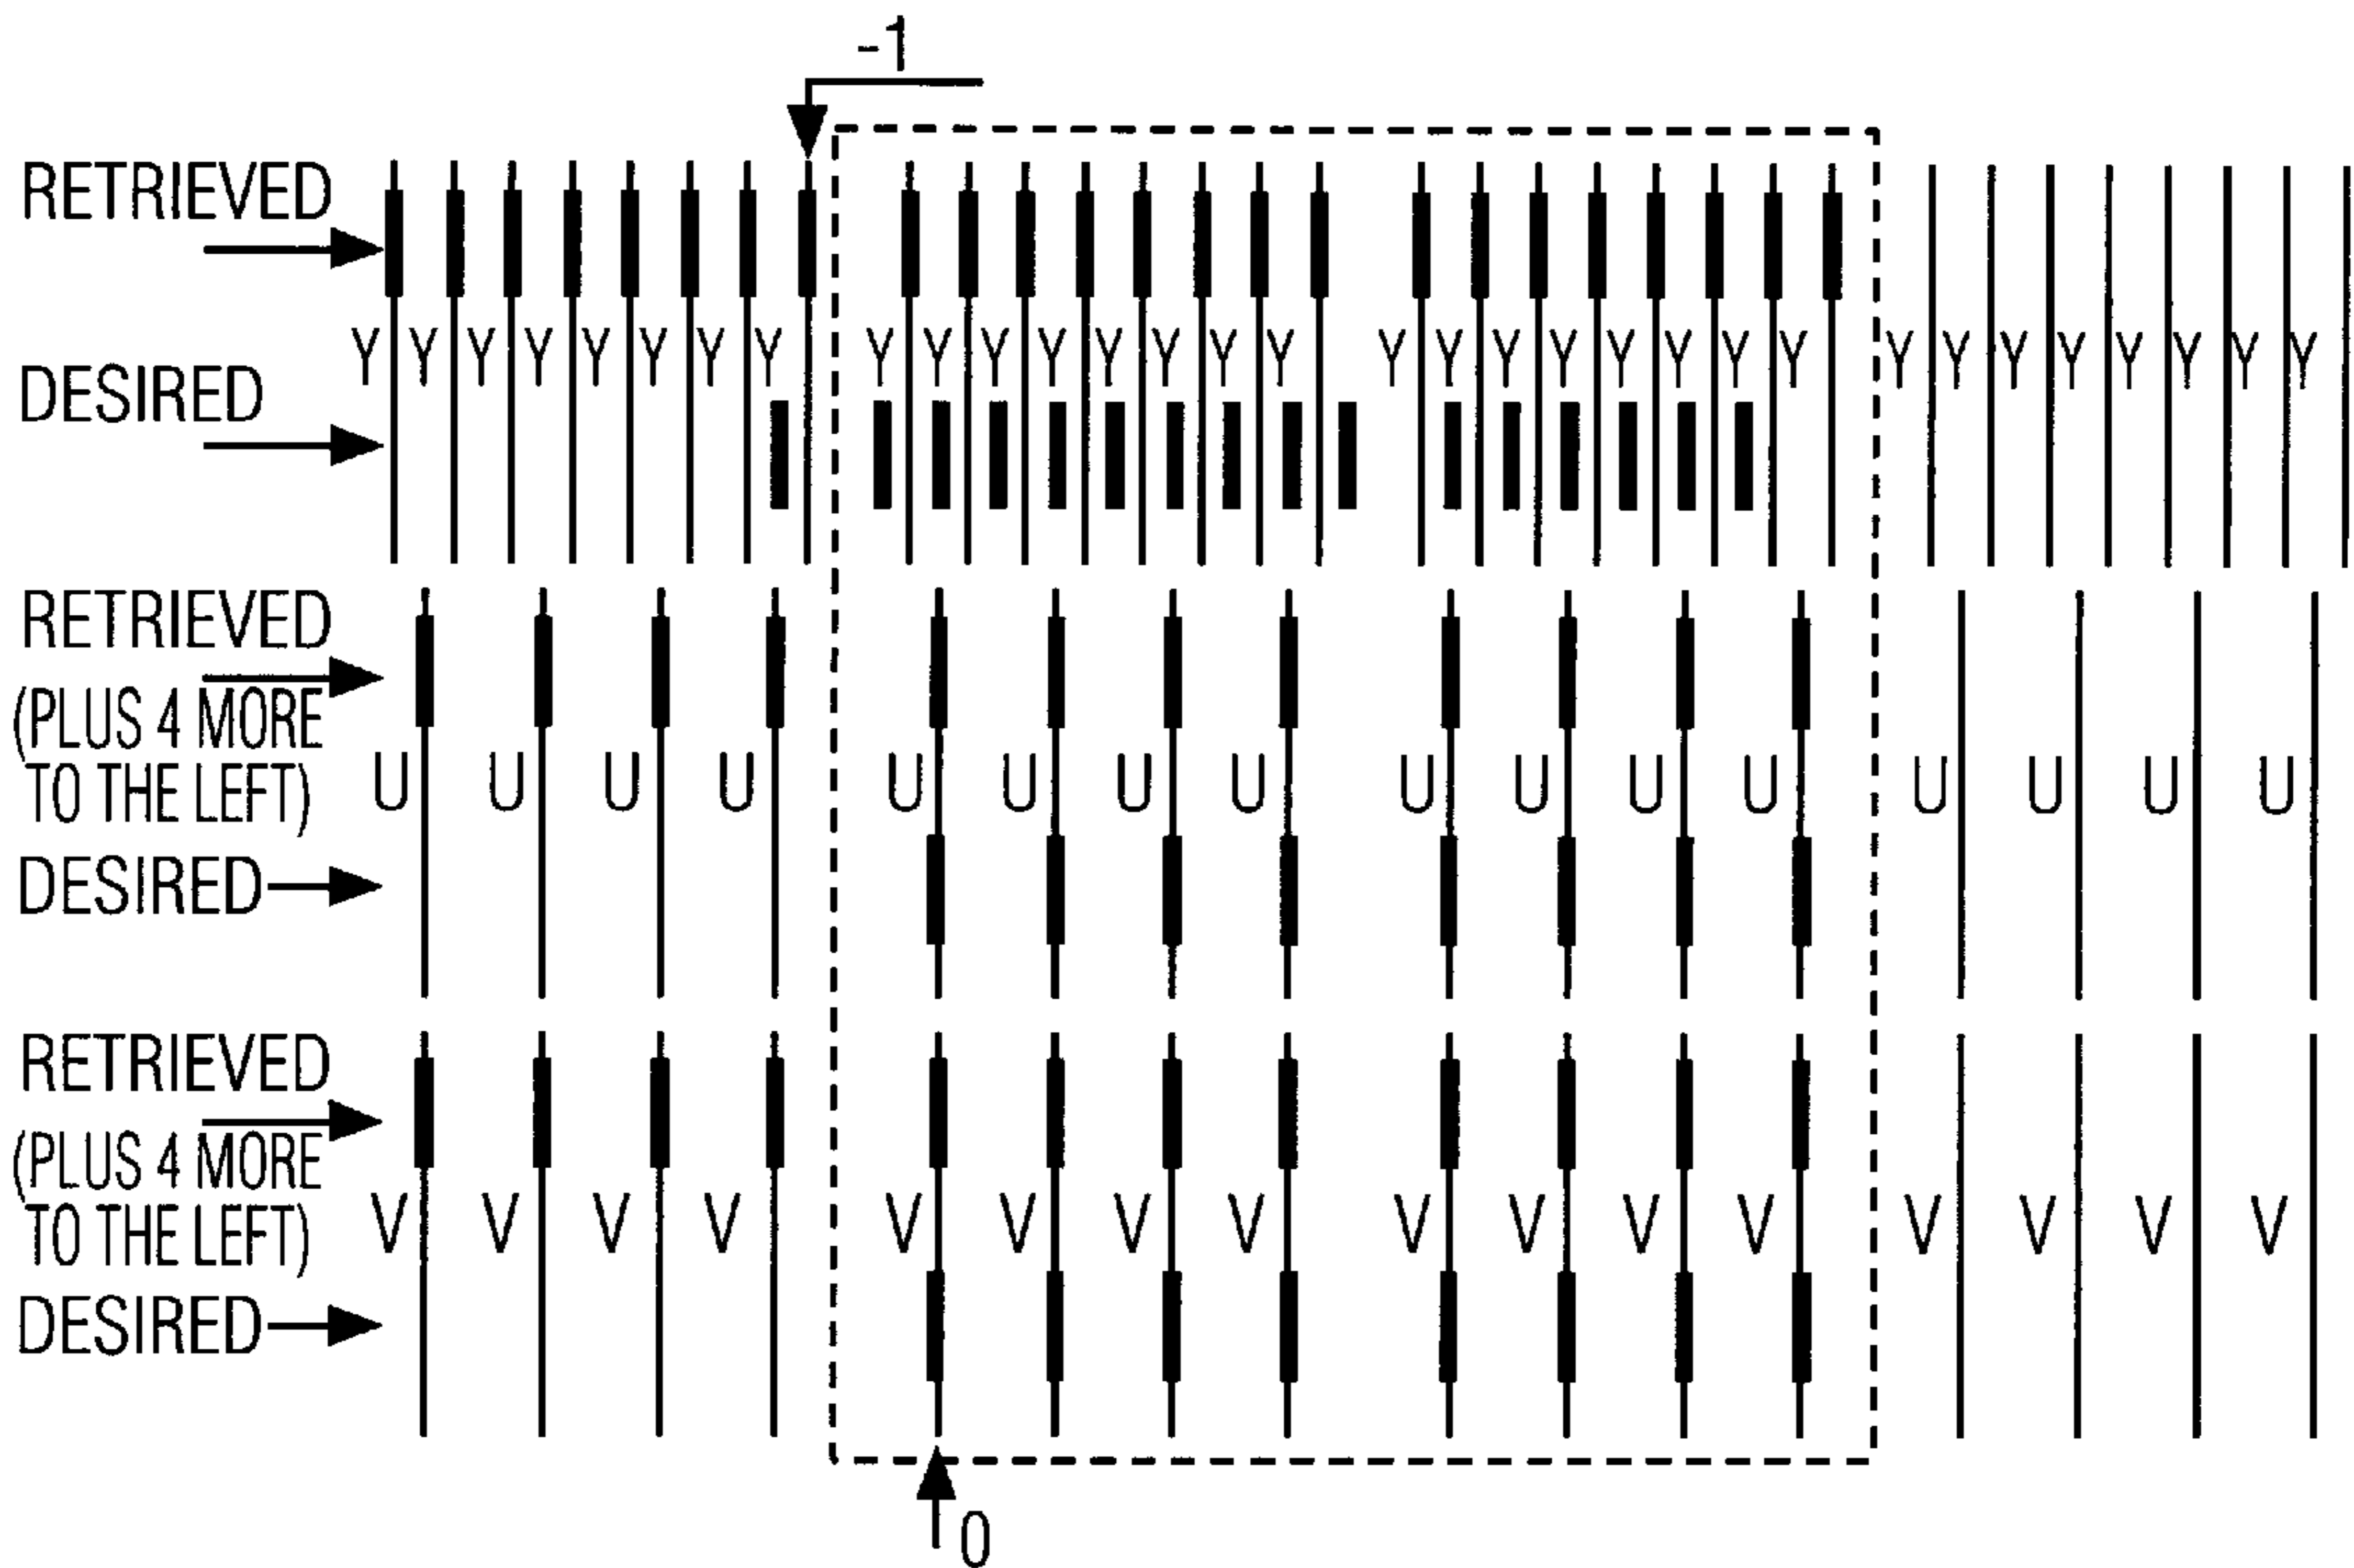 -1
RETRIEVED
Y Y Y Y Y Y Y Y Y Y Y Y Y Y Y Y Y Y Y Y Y Y Y Y Y Y Y Y Y Y Y Y
DESIRED
RETRIEVED
(PLUS 4 MORE
TO THE LEFT)
U U U U U U U U U U U U U U U U
DESIRED
RETRIEVED
(PLUS 4 MORE
TO THE LEFT)
V V V V V V V V V V V V V V V V
DESIRED
0